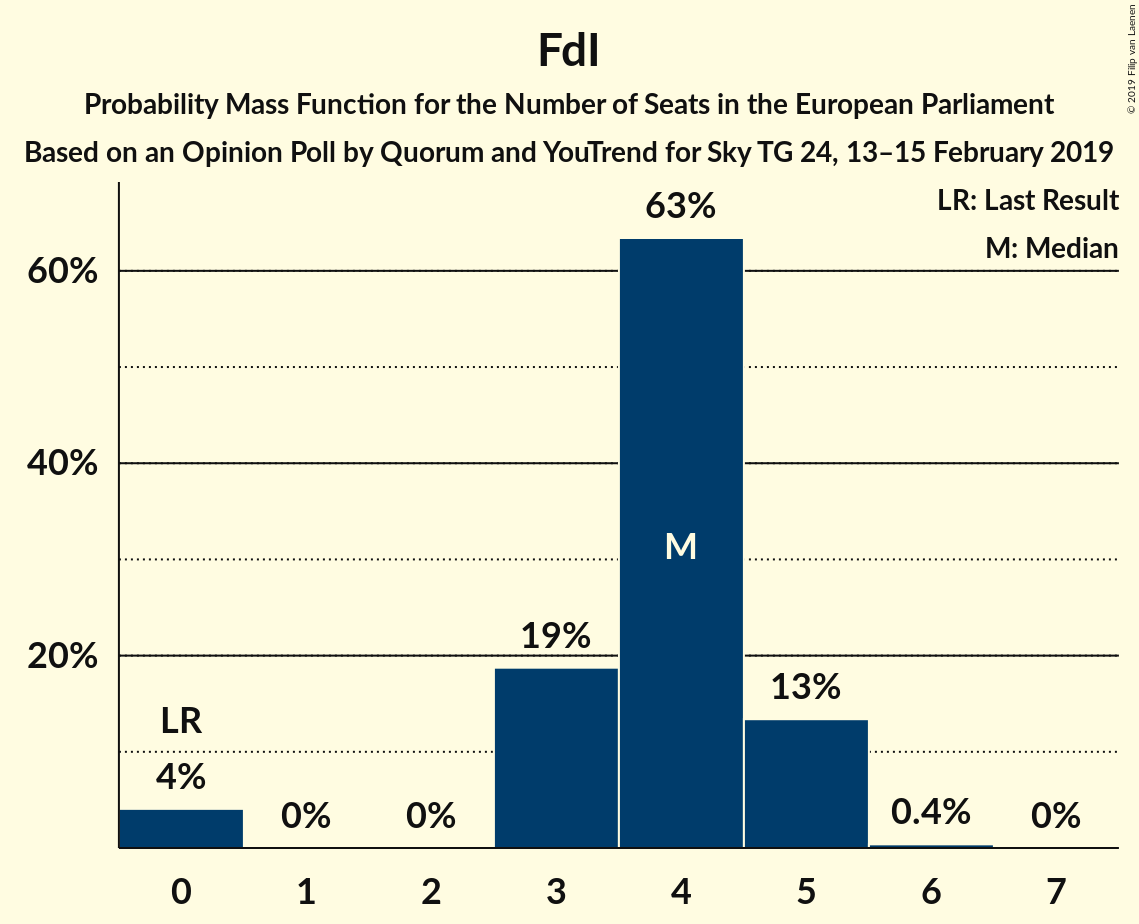 FdI
Probability Mass Function for the Number of Seats in the European Parliament
Based on an Opinion Poll by Quorum and YouTrend for Sky TG 24, 13–15 February 2019
© 2019 Filip van Laenen
LR: Last Result
M: Median
63%
60%
40%
M
19%
20%
13%
LR
4%
0%
0%
0.4%
0%
0
1
2
3
4
5
6
7